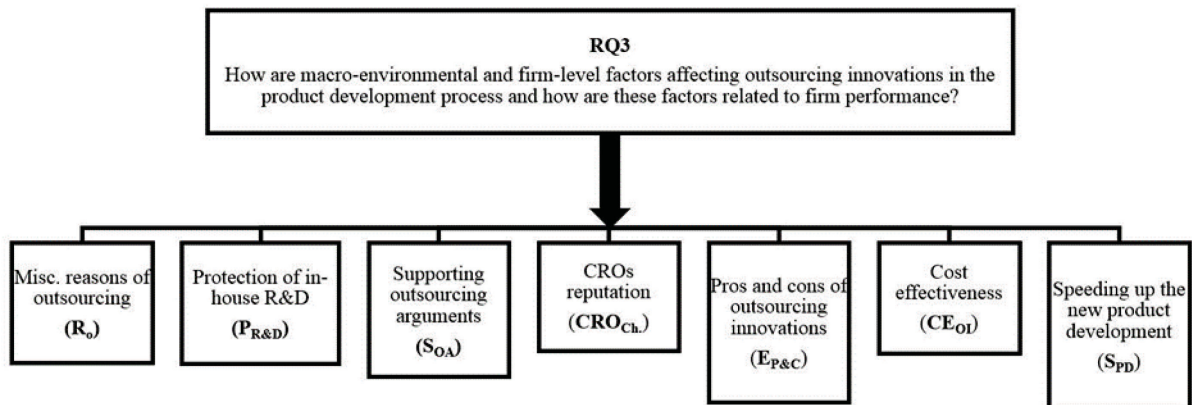 RQ3
How are macro-environmental and firm-level factors affecting outsourcing innovations in the
product development process and how are these factors related to firm performance?
Misc. reasons of
outsourcing
(Ro)
Protection of in-
house R&D
(PR&D)
Supporting
outsourcing
arguments
(SOA)
CROs
reputation
(CROCh.)
Pros and cons of
outsourcing
innovations
(EP&C)
Cost
effectiveness
(CEOI)
Speeding up the
new product
development
(SPD)